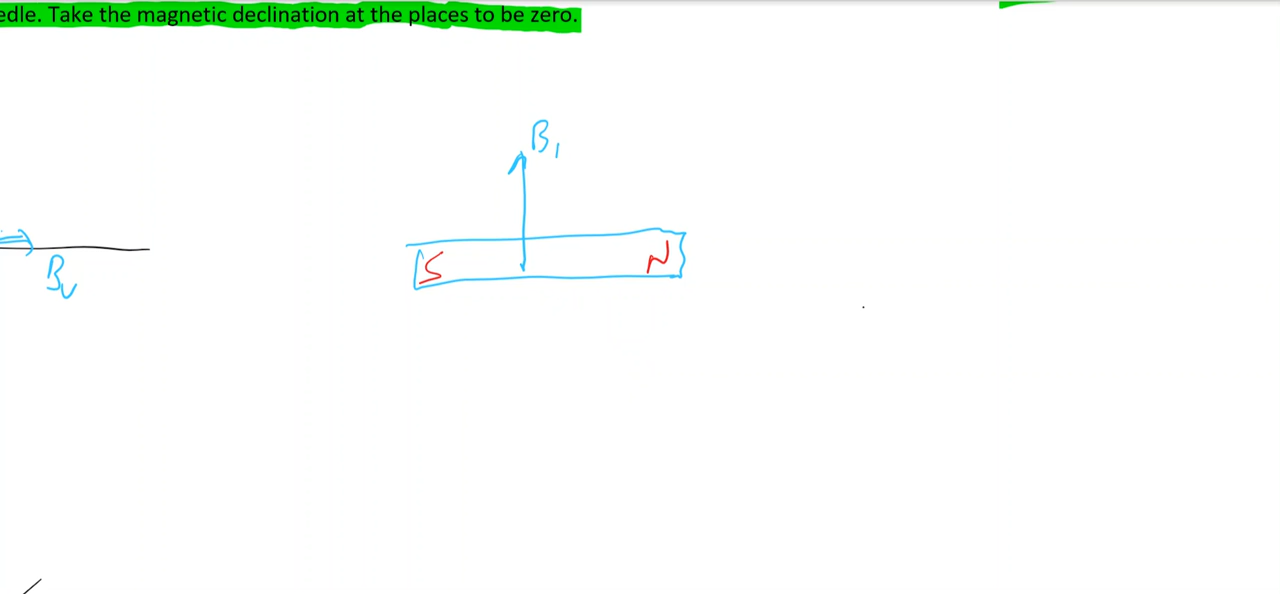 edle. Take the magnetic declination at the places to be zero.
B₁
S N
Bᵥ